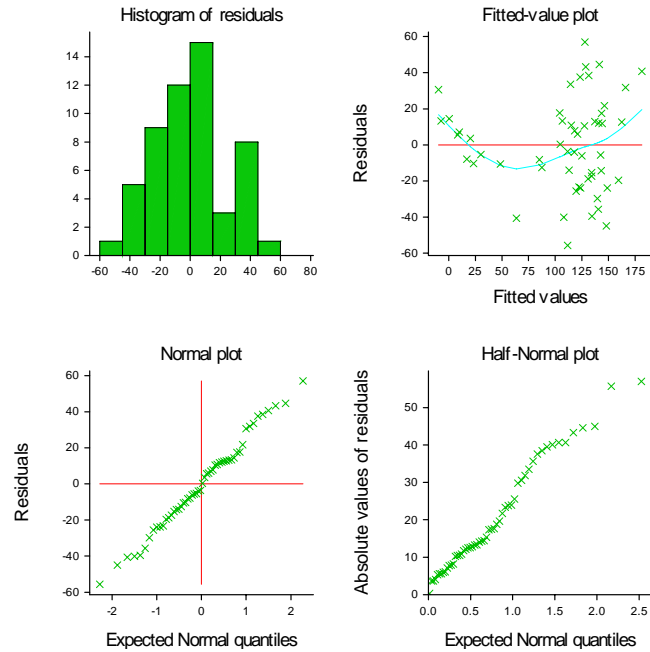 Histogram of residuals
14
12
10
8
6
4
2
0
-60 -40 -20 0 20 40 60 80
Fitted-value plot
Residuals
60
40
20
0
-20
-40
-60
0 25 50 75 100 125 150 175
Fitted values
Normal plot
Residuals
60
40
20
0
-20
-40
-60
-2 -1 0 1 2
Expected Normal quantiles
Half-Normal plot
Absolute values of residuals
50
40
30
20
10
0
0.0 0.5 1.0 1.5 2.0 2.5
Expected Normal quantiles